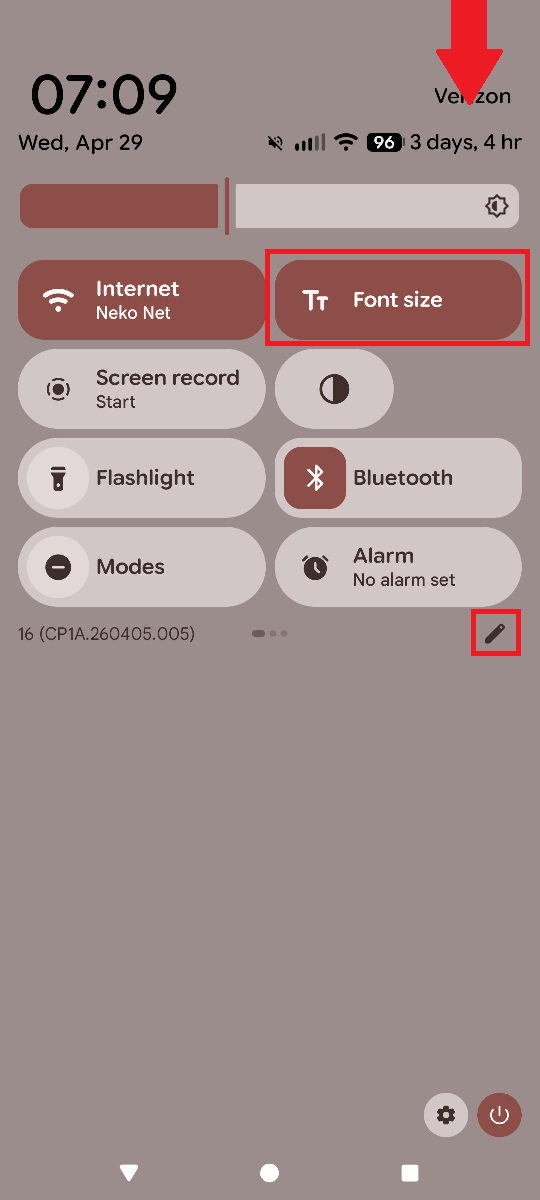 07:09
Verizon
Wed, Apr 29
96 3 days, 4 hr
Internet
Neko Net
Tт Font size
Screen record
Start
Flashlight
Bluetooth
Modes
Alarm
No alarm set
16 (CP1A.260405.005)